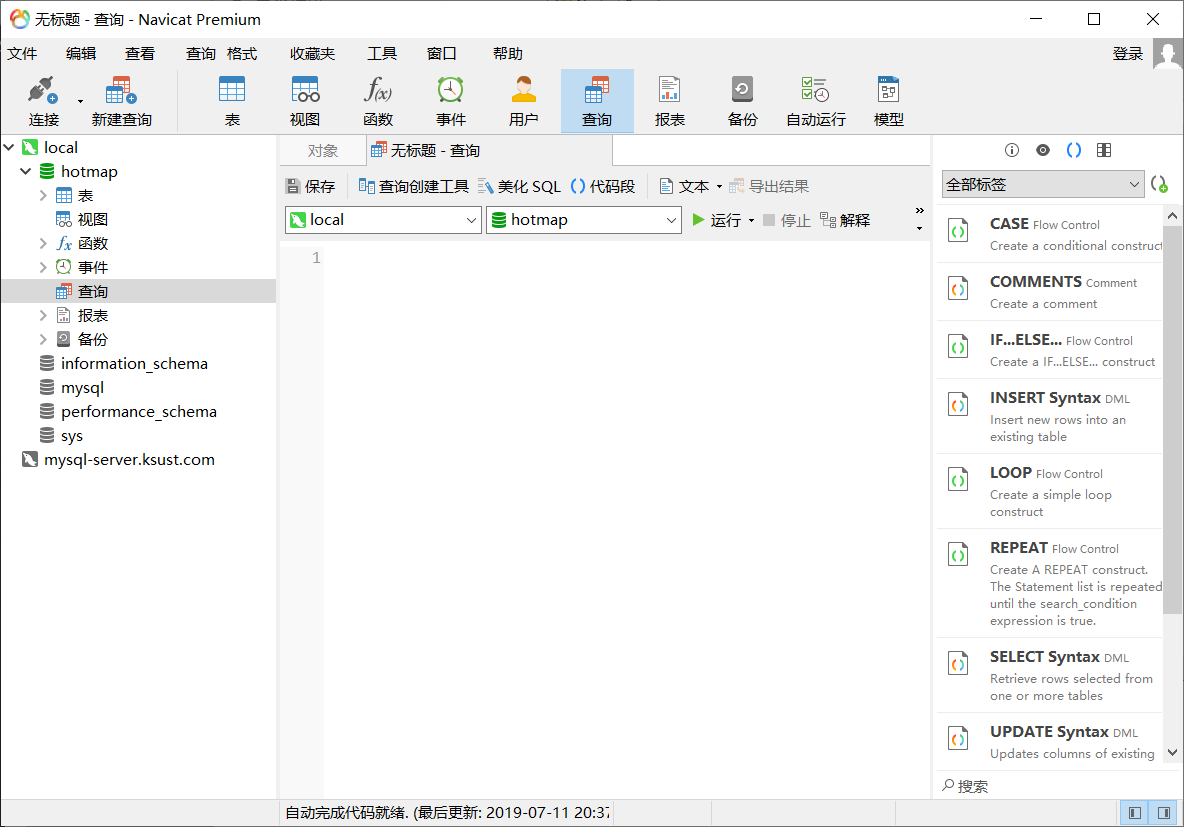 无标题 - 查询 - Navicat Premium
文件 编辑 查看 查询 格式 收藏夹 工具 窗口 帮助 登录
连接 新建查询 表 视图 函数 事件 用户 查询 报表 备份 自动运行 模型
local
hotmap
表
视图
函数
事件
查询
报表
备份
information_schema
mysql
performance_schema
sys
mysql-server.ksust.com
对象 无标题 - 查询
保存 查询创建工具 美化 SQL 代码段 文本 导出结果
local hotmap 运行 停止 解释
1
全部标签
CASE Flow Control
Create a conditional construct
COMMENTS Comment
Create a comment
IF...ELSE... Flow Control
Create a IF...ELSE... construct
INSERT Syntax DML
Insert new rows into an
existing table
LOOP Flow Control
Create a simple loop
construct
REPEAT Flow Control
Create A REPEAT construct.
The Statement list is repeated
until the search_condition
expression is true.
SELECT Syntax DML
Retrieve rows selected from
one or more tables
UPDATE Syntax DML
Updates columns of existing
搜索
自动完成代码就绪. (最后更新: 2019-07-11 20:37